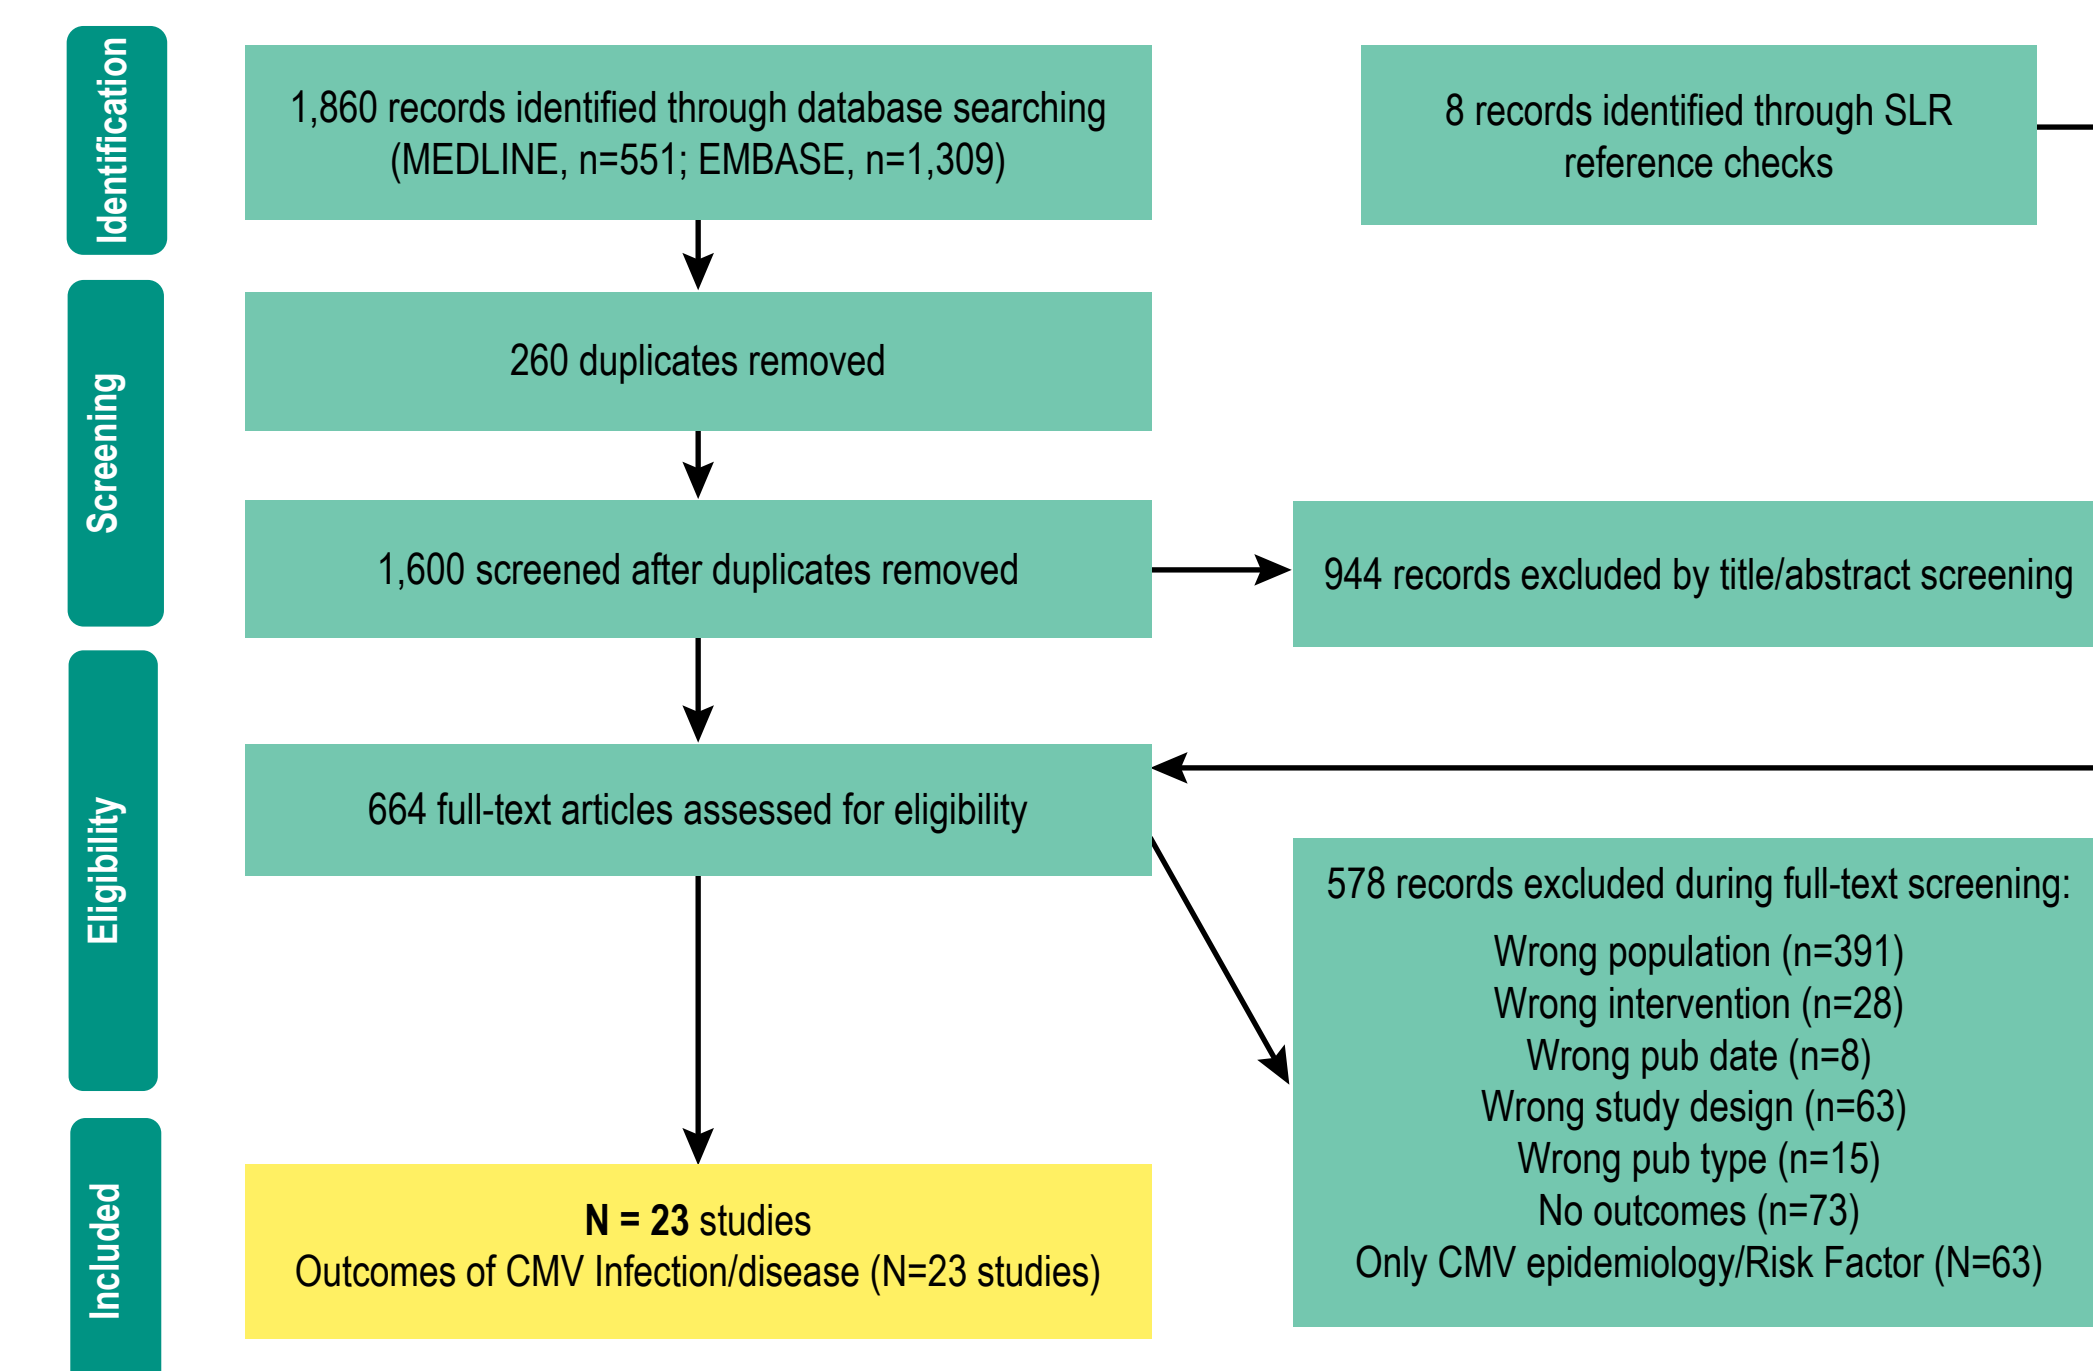 Identification
1,860 records identified through database searching
(MEDLINE, n=551; EMBASE, n=1,309)
8 records identified through SLR
reference checks
Screening
260 duplicates removed
1,600 screened after duplicates removed
944 records excluded by title/abstract screening
Eligibility
664 full-text articles assessed for eligibility
578 records excluded during full-text screening:
Wrong population (n=391)
Wrong intervention (n=28)
Wrong pub date (n=8)
Wrong study design (n=63)
Wrong pub type (n=15)
No outcomes (n=73)
Only CMV epidemiology/Risk Factor (N=63)
Included
N = 23 studies
Outcomes of CMV Infection/disease (N=23 studies)